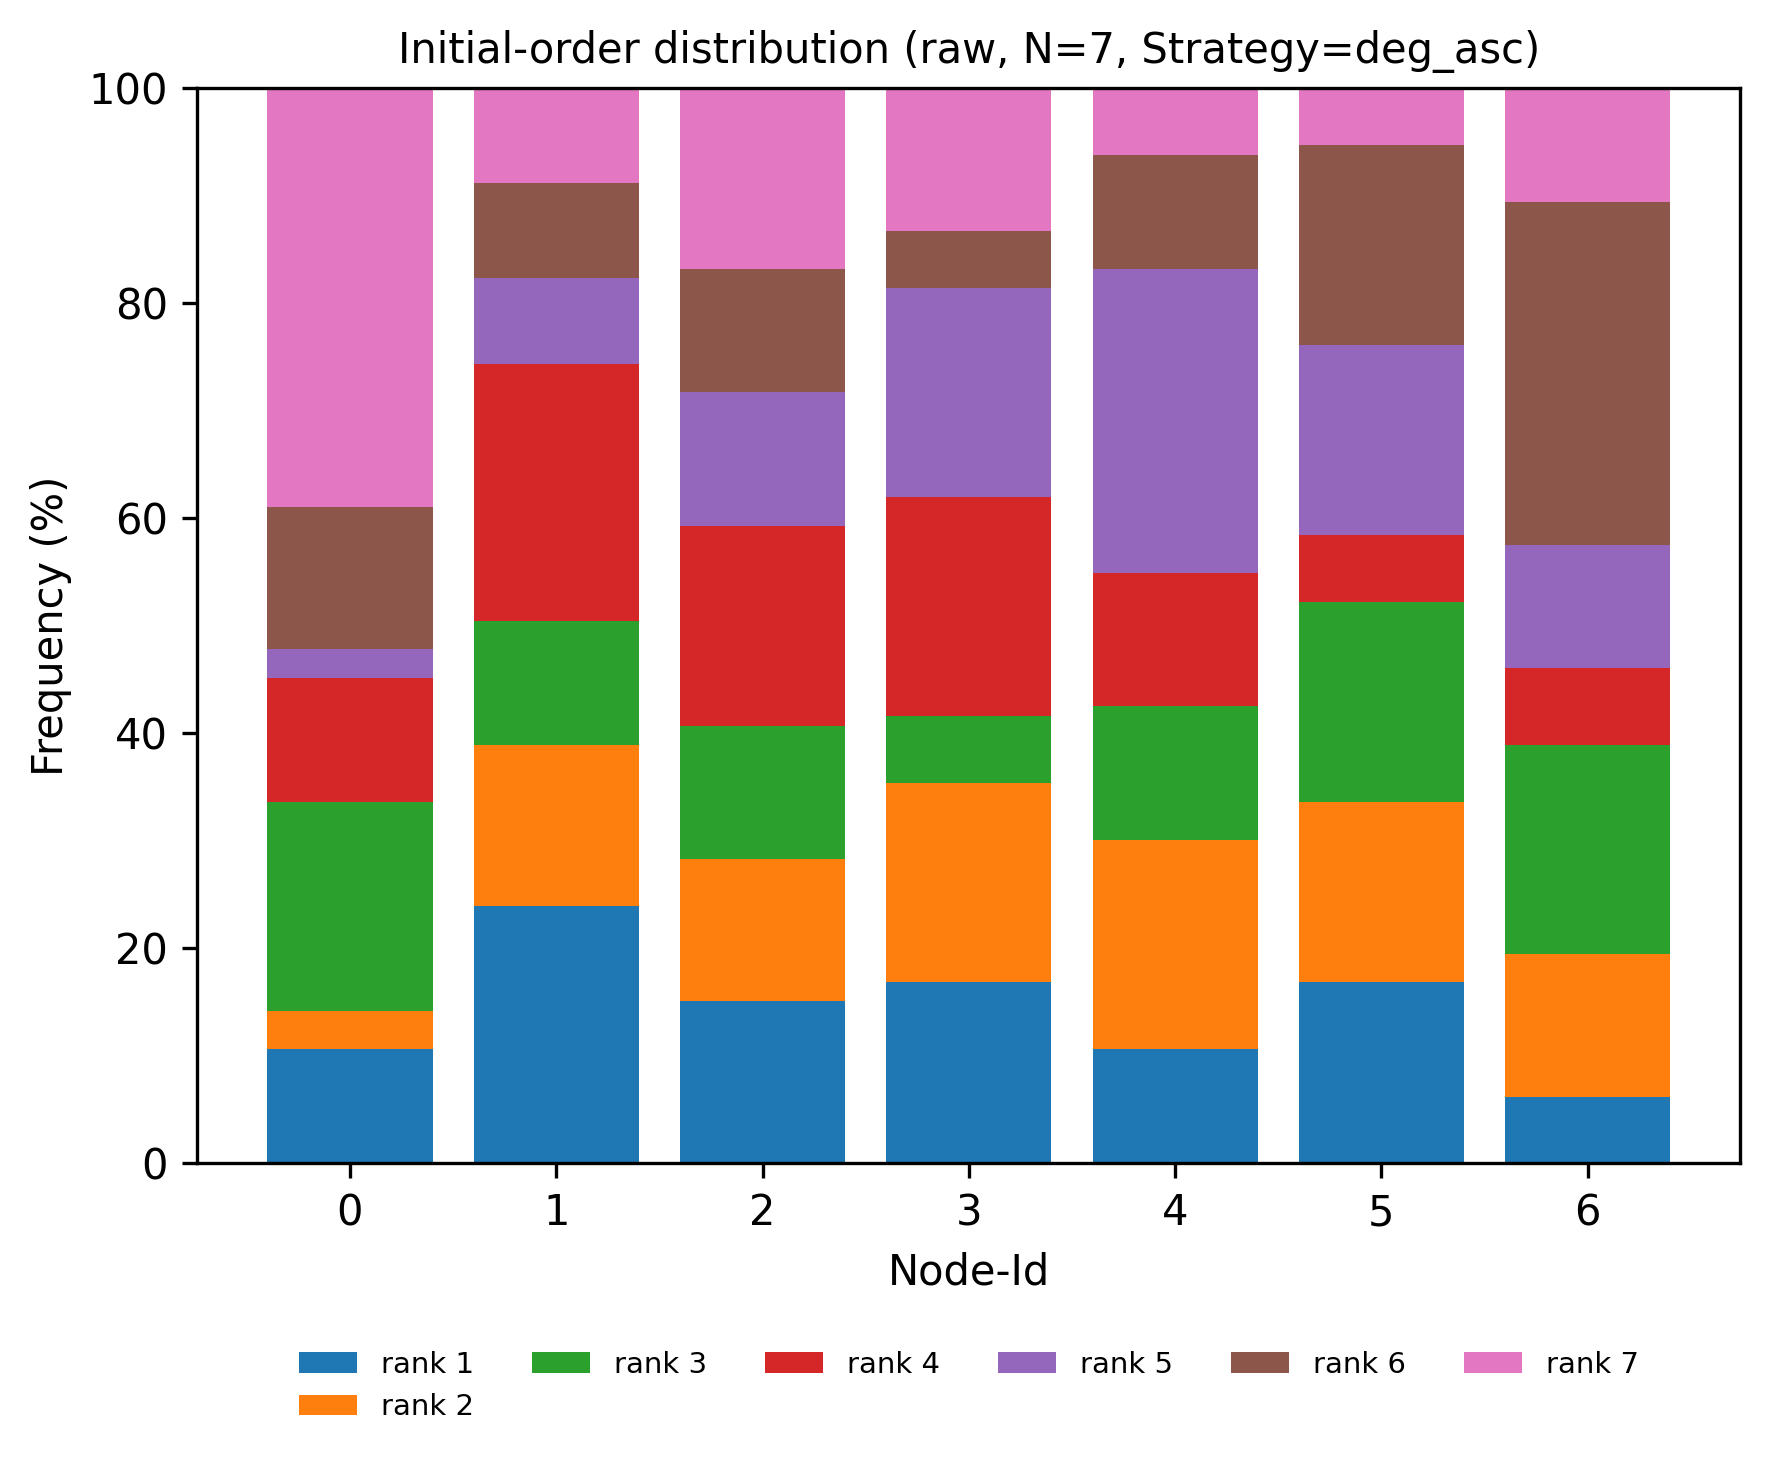 Initial-order distribution (raw, N=7, Strategy=deg_asc)
100
80
60
40
20
0
Frequency (%)
0 1 2 3 4 5 6
Node-Id
rank 1 rank 3 rank 4 rank 5 rank 6 rank 7
rank 2